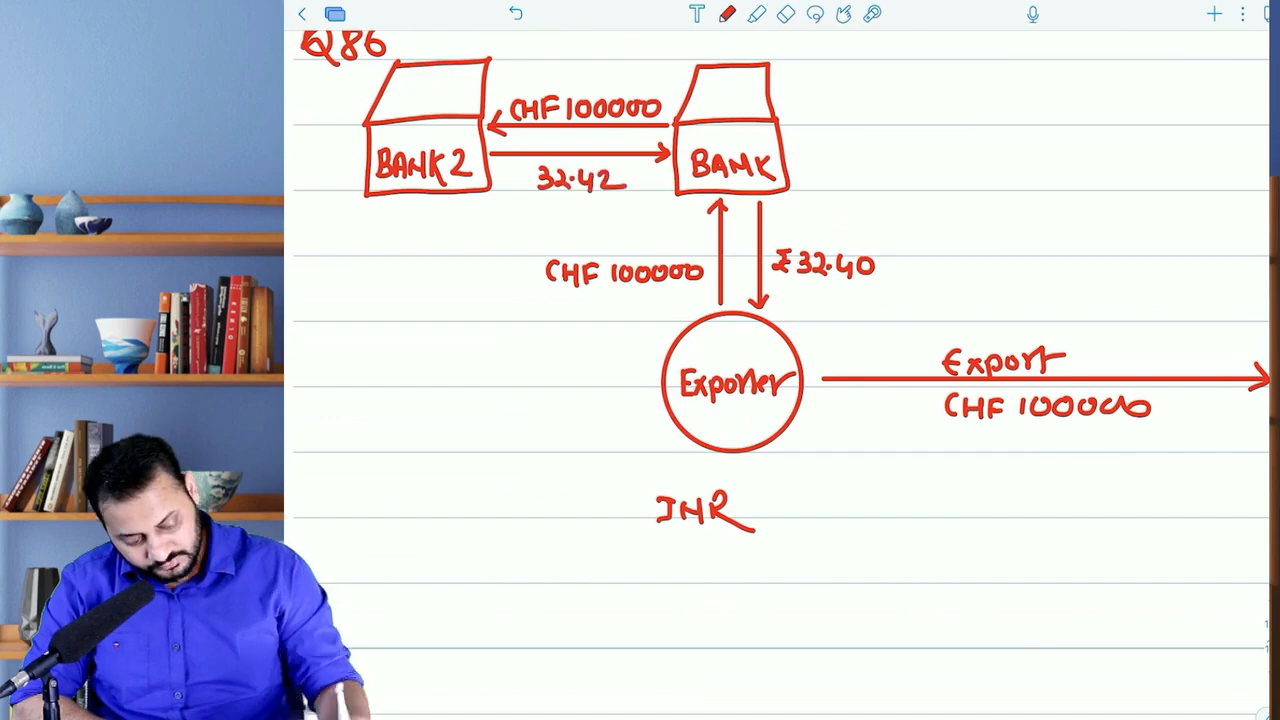 Q86
CHF 100000
BANK 2
BANK
32.42
CHF 100000
₹32.40
Exporter
Export
CHF 100000
INR